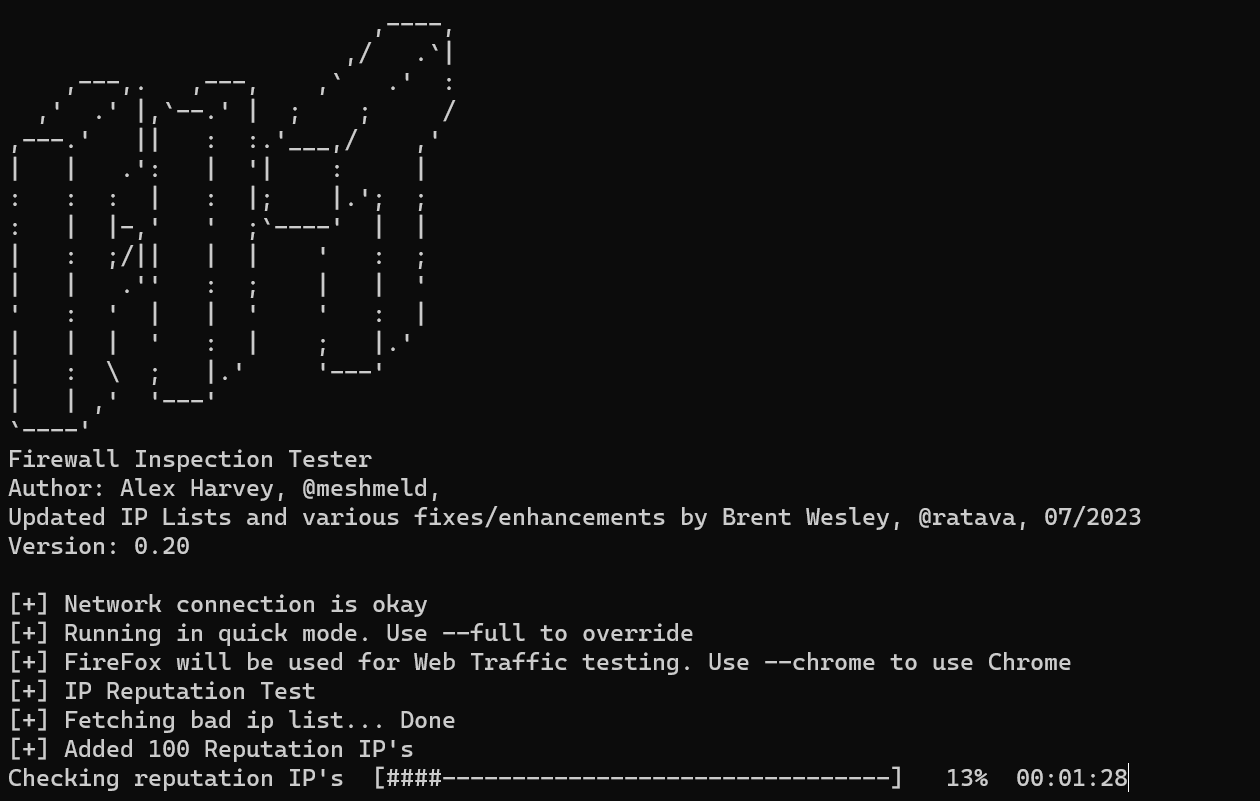 Firewall Inspection Tester
Author: Alex Harvey, @meshmeld,
Updated IP Lists and various fixes/enhancements by Brent Wesley, @ratava, 07/2023
Version: 0.20
[+] Network connection is okay
[+] Running in quick mode. Use --full to override
[+] FireFox will be used for Web Traffic testing. Use --chrome to use Chrome
[+] IP Reputation Test
[+] Fetching bad ip list... Done
[+] Added 100 Reputation IP's
Checking reputation IP's  [####--------------------------------]   13%  00:01:28